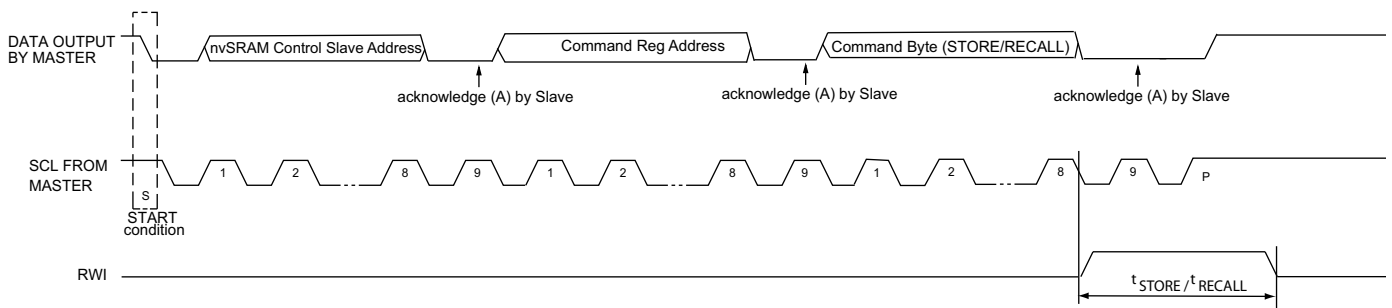 DATA OUTPUT
BY MASTER
nvSRAM Control Slave Address
Command Reg Address
Command Byte (STORE/RECALL)
acknowledge (A) by Slave
acknowledge (A) by Slave
acknowledge (A) by Slave
SCL FROM
MASTER
1 2 8 9 1 2 8 9 1 2 8 9 P
S
START
condition
RWI
tSTORE / tRECALL